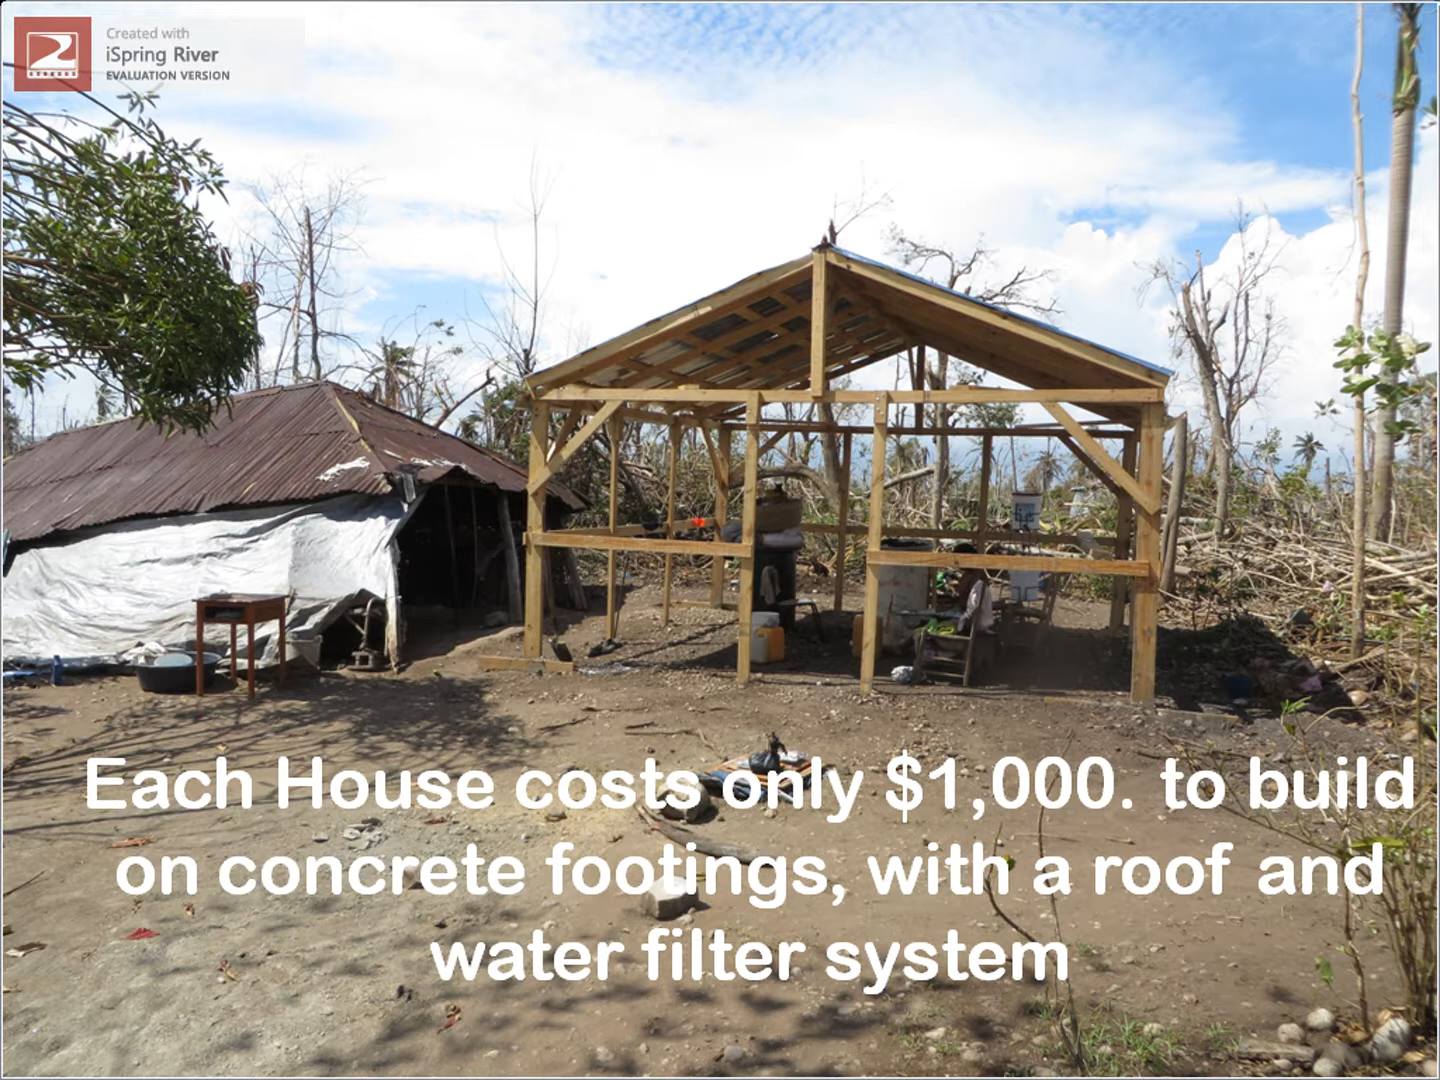 Created with
iSpring River
EVALUATION VERSION
Each House costs only $1,000. to build
on concrete footings, with a roof and
water filter system